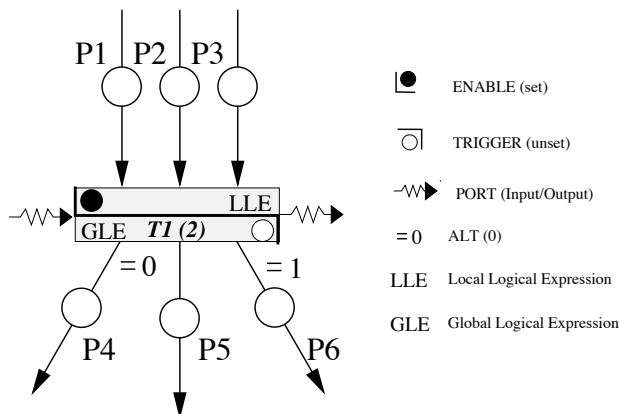 P1 P2 P3
LLE
GLE T1 (2)
=0 =1
P4 P5 P6
ENABLE (set)
TRIGGER (unset)
PORT (Input/Output)
=0 ALT (0)
LLE Local Logical Expression
GLE Global Logical Expression